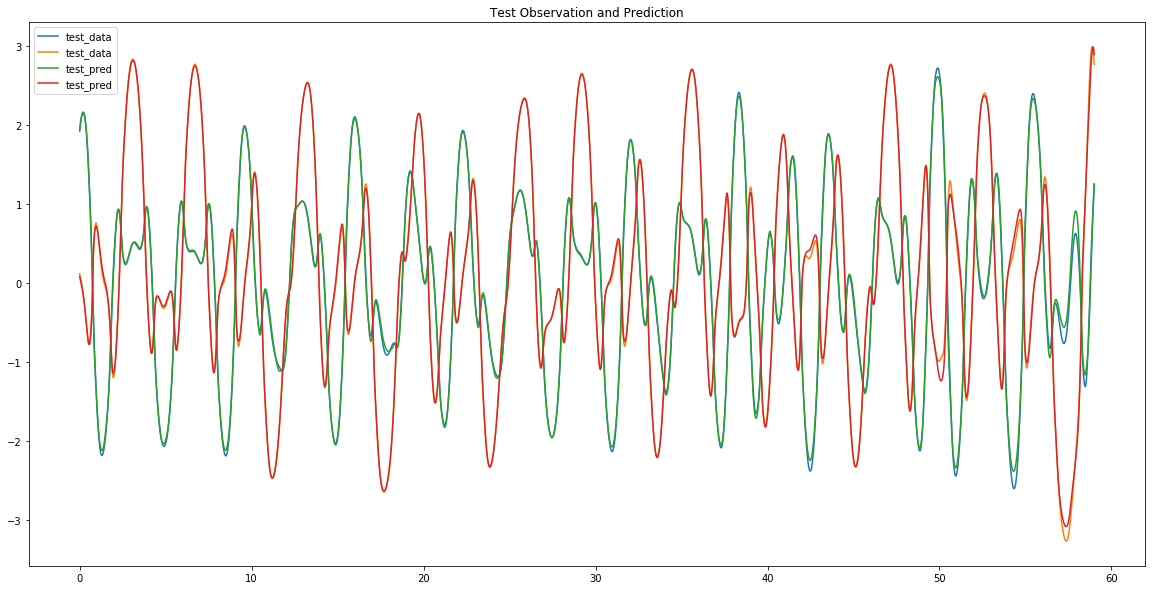 Test Observation and Prediction
test_data
test_data
test_pred
test_pred
3
2
1
0
−1
−2
−3
0 10 20 30 40 50 60